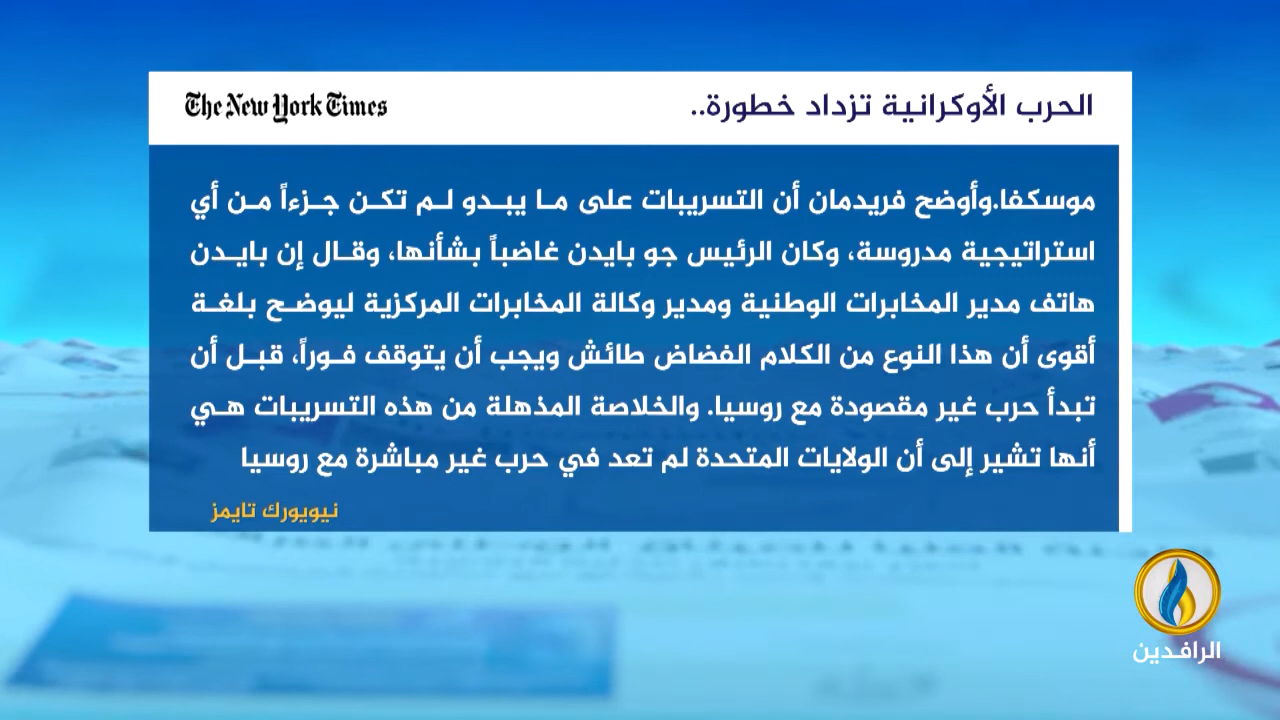 الحرب الأوكرانية تزداد خطورة..
The New York Times
موسكفا.وأوضح فريدمان أن التسريبات على ما يبدو لم تكن جزءاً من أي
استراتيجية مدروسة، وكان الرئيس جو بايدن غاضباً بشأنها، وقال إن بايدن
هاتف مدير المخابرات الوطنية ومدير وكالة المخابرات المركزية ليوضح بلغة
أقوى أن هذا النوع من الكلام الفضاض طائش ويجب أن يتوقف فوراً، قبل أن
تبدأ حرب غير مقصودة مع روسيا. والخلاصة المذهلة من هذه التسريبات هي
أنها تشير إلى أن الولايات المتحدة لم تعد في حرب غير مباشرة مع روسيا
نيويورك تايمز
الرافدين